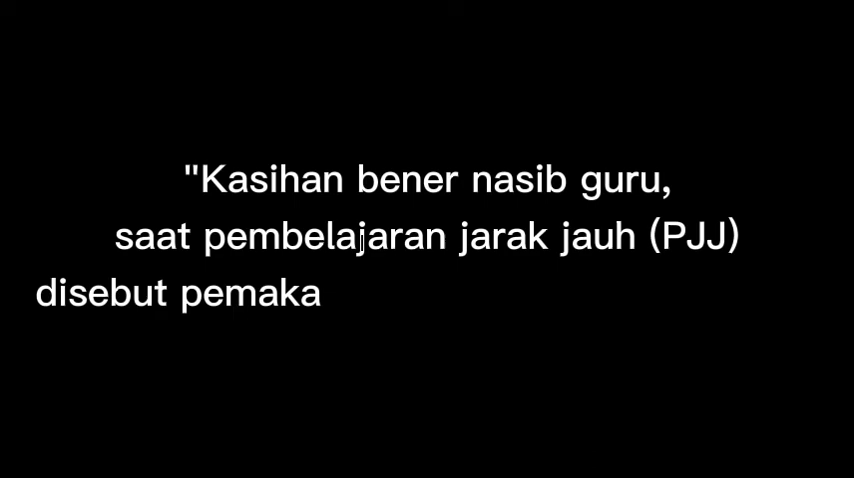 "Kasihan bener nasib guru,
saat pembelajaran jarak jauh (PJJ)
disebut pemaka